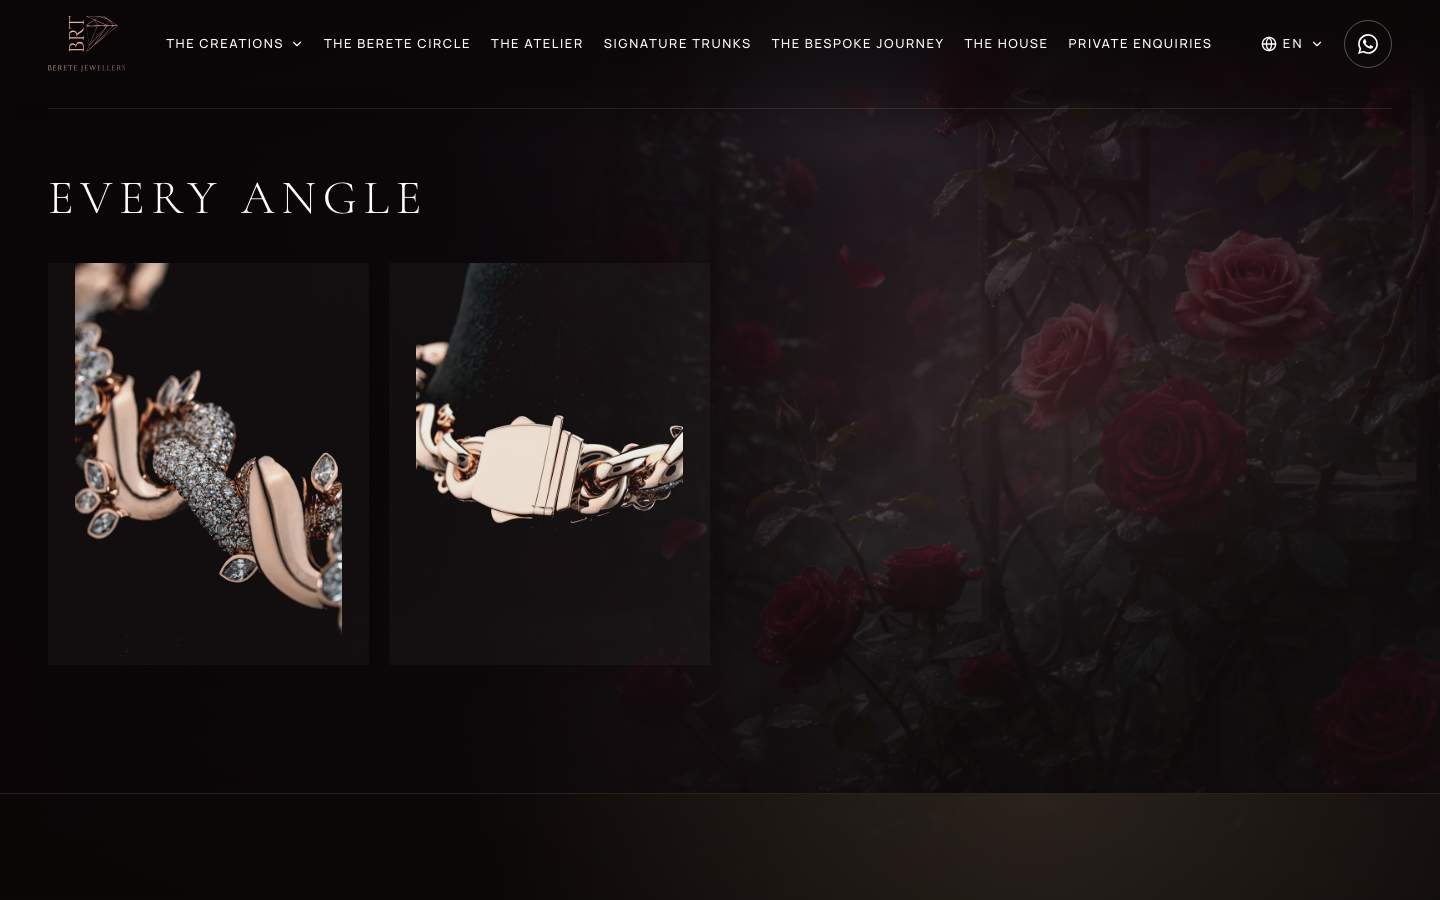 BRT
BERETE JEWELLERS
THE CREATIONS
THE BERETE CIRCLE
THE ATELIER
SIGNATURE TRUNKS
THE BESPOKE JOURNEY
THE HOUSE
PRIVATE ENQUIRIES
EN
EVERY ANGLE